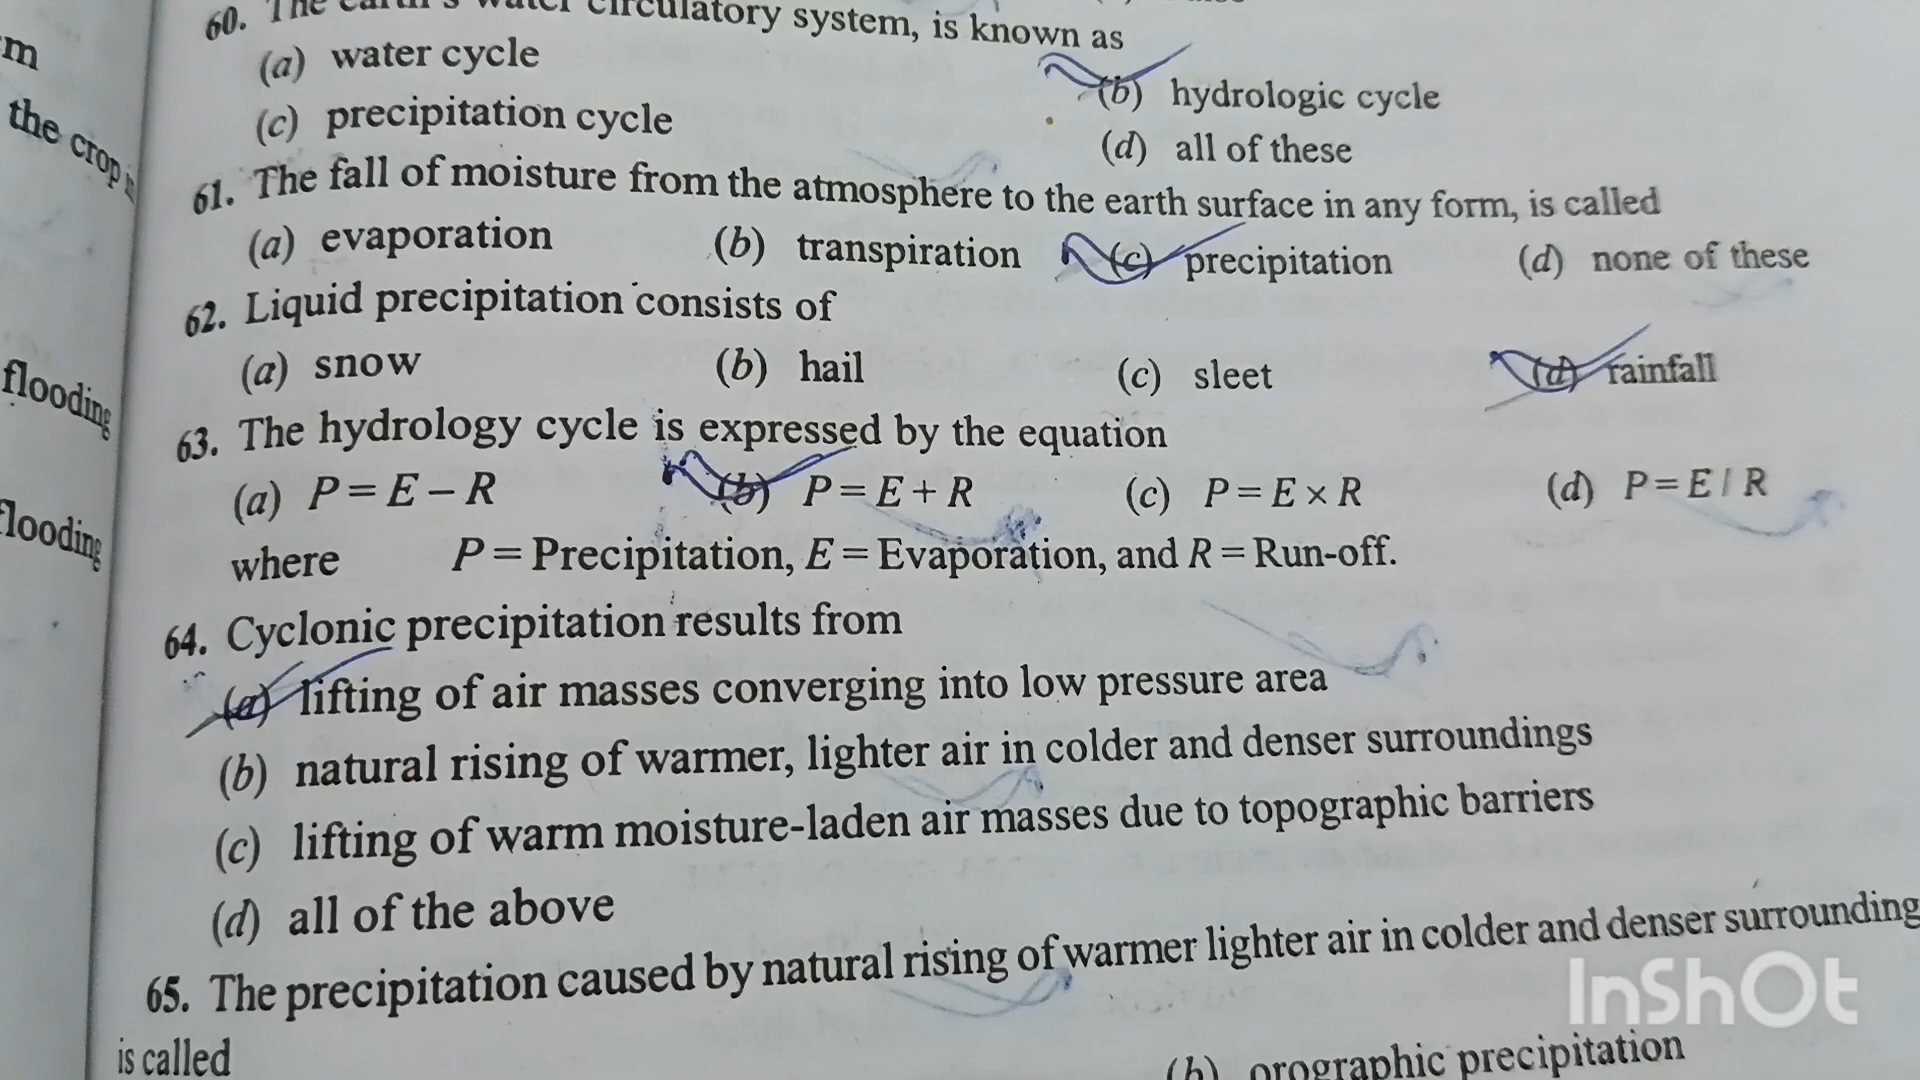 60. The earth's water circulatory system, is known as
(a) water cycle
(b) hydrologic cycle
(c) precipitation cycle
(d) all of these
61. The fall of moisture from the atmosphere to the earth surface in any form, is called
(a) evaporation (b) transpiration (c) precipitation (d) none of these
62. Liquid precipitation consists of
(a) snow (b) hail (c) sleet (d) rainfall
63. The hydrology cycle is expressed by the equation
(a) P = E – R (b) P = E + R (c) P = E × R (d) P = E / R
where P = Precipitation, E = Evaporation, and R = Run-off.
64. Cyclonic precipitation results from
(a) lifting of air masses converging into low pressure area
(b) natural rising of warmer, lighter air in colder and denser surroundings
(c) lifting of warm moisture-laden air masses due to topographic barriers
(d) all of the above
65. The precipitation caused by natural rising of warmer lighter air in colder and denser surrounding
is called
(b) orographic precipitation
the crop
flooding
flooding
InShOt